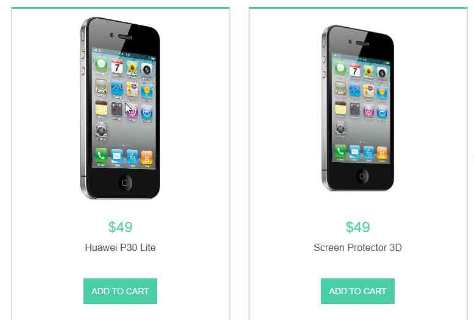 $49
Huawei P30 Lite
ADD TO CART
$49
Screen Protector 3D
ADD TO CART